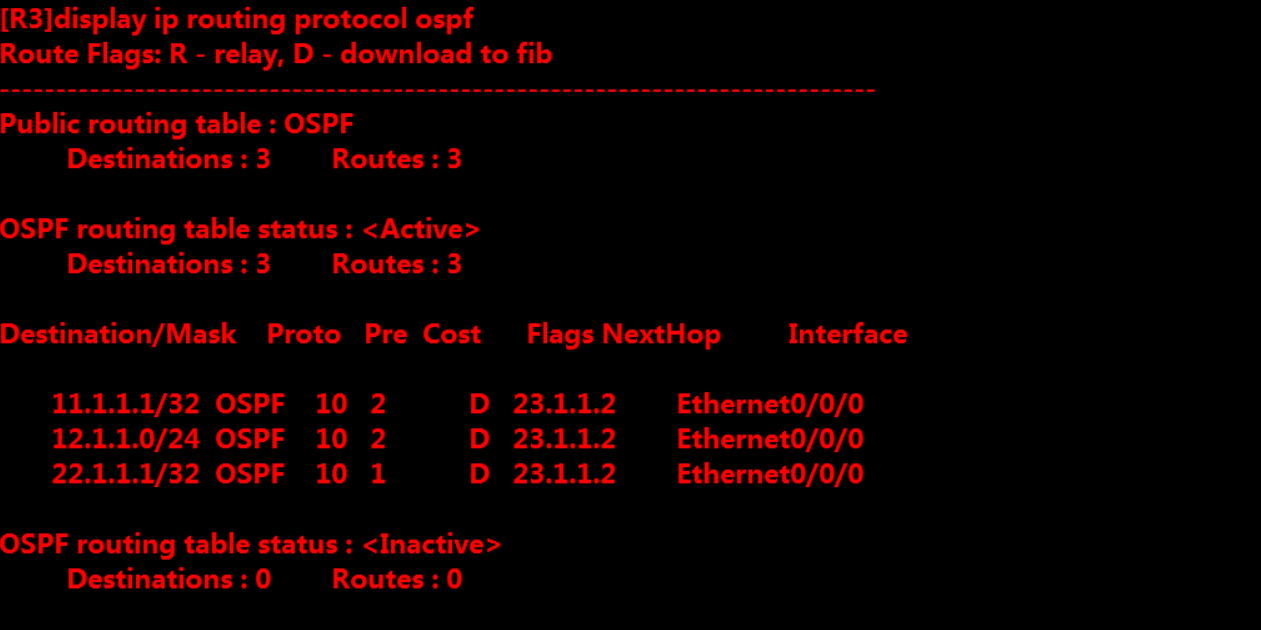 [R3]display ip routing protocol ospf
Route Flags: R - relay, D - download to fib
------------------------------------------------------------------------------
Public routing table : OSPF
Destinations : 3        Routes : 3
OSPF routing table status : <Active>
Destinations : 3        Routes : 3
Destination/Mask    Proto   Pre  Cost      Flags NextHop         Interface
11.1.1.1/32  OSPF    10   2           D   23.1.1.2        Ethernet0/0/0
12.1.1.0/24  OSPF    10   2           D   23.1.1.2        Ethernet0/0/0
22.1.1.1/32  OSPF    10   1           D   23.1.1.2        Ethernet0/0/0
OSPF routing table status : <Inactive>
Destinations : 0        Routes : 0